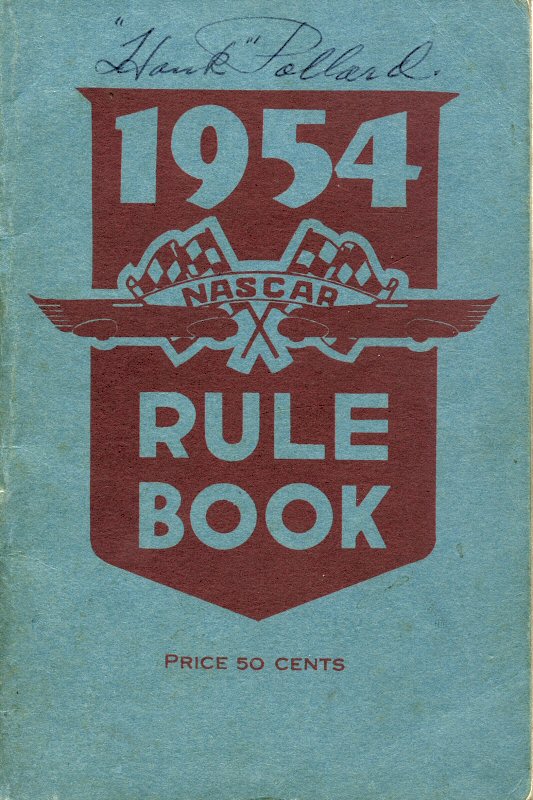 "Hank" Pollard.
1954
NASCAR
RULE
BOOK
PRICE 50 CENTS